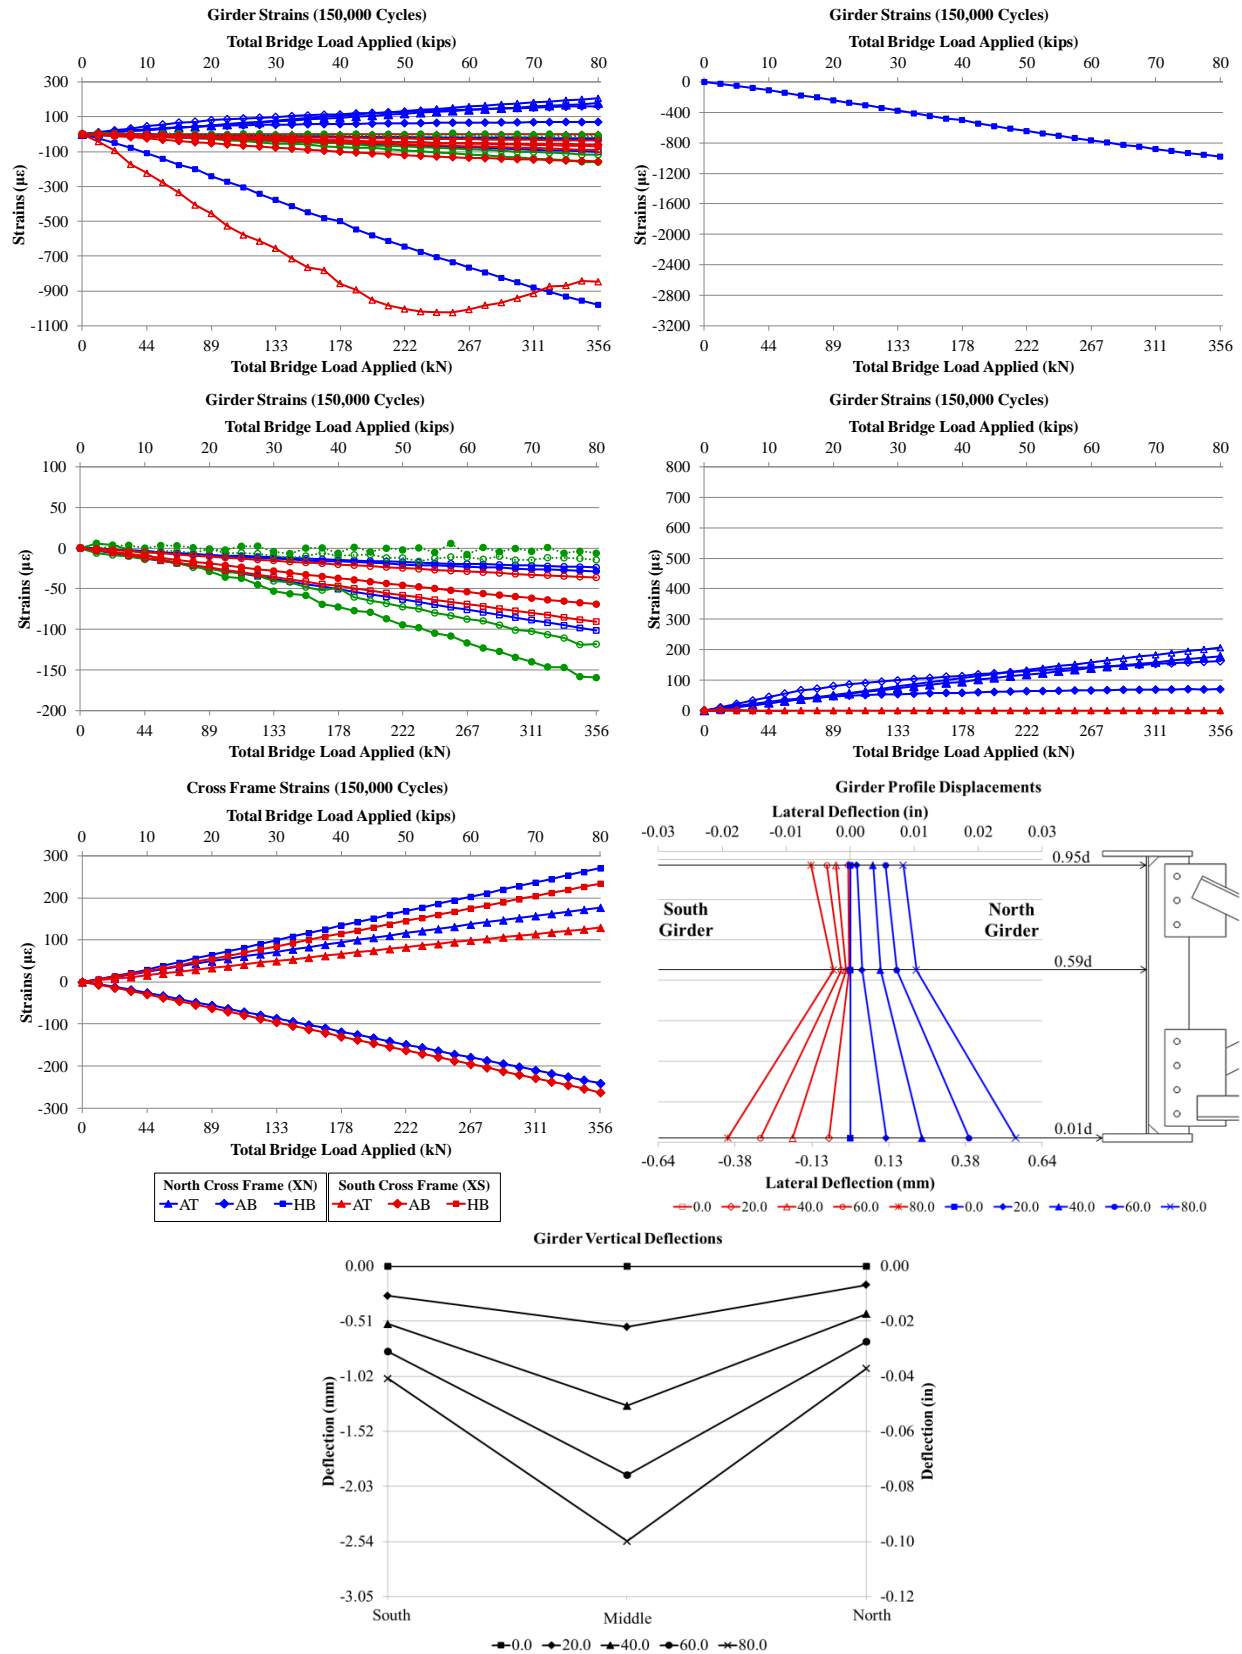 Girder Strains (150,000 Cycles)
Total Bridge Load Applied (kips)
0 10 20 30 40 50 60 70 80
300
100
-100
-300
-500
-700
-900
-1100
Strains (µε)
0 44 89 133 178 222 267 311 356
Total Bridge Load Applied (kN)
Girder Strains (150,000 Cycles)
Total Bridge Load Applied (kips)
0 10 20 30 40 50 60 70 80
0
-400
-800
-1200
-1600
-2000
-2400
-2800
-3200
Strains (µε)
0 44 89 133 178 222 267 311 356
Total Bridge Load Applied (kN)
Girder Strains (150,000 Cycles)
Total Bridge Load Applied (kips)
0 10 20 30 40 50 60 70 80
100
50
0
-50
-100
-150
-200
Strains (µε)
0 44 89 133 178 222 267 311 356
Total Bridge Load Applied (kN)
Girder Strains (150,000 Cycles)
Total Bridge Load Applied (kips)
0 10 20 30 40 50 60 70 80
800
700
600
500
400
300
200
100
0
Strains (µε)
0 44 89 133 178 222 267 311 356
Total Bridge Load Applied (kN)
Cross Frame Strains (150,000 Cycles)
Total Bridge Load Applied (kips)
0 10 20 30 40 50 60 70 80
300
200
100
0
-100
-200
-300
Strains (µε)
0 44 89 133 178 222 267 311 356
Total Bridge Load Applied (kN)
North Cross Frame (XN) South Cross Frame (XS)
AT AB HB AT AB HB
Girder Profile Displacements
Lateral Deflection (in)
-0.03 -0.02 -0.01 0.00 0.01 0.02 0.03
0.95d
South Girder
North Girder
0.59d
0.01d
-0.64 -0.38 -0.13 0.13 0.38 0.64
Lateral Deflection (mm)
0.0 20.0 40.0 60.0 80.0 0.0 20.0 40.0 60.0 80.0
Girder Vertical Deflections
0.00
-0.51
-1.02
-1.52
-2.03
-2.54
-3.05
Deflection (mm)
0.00
-0.02
-0.04
-0.06
-0.08
-0.10
-0.12
Deflection (in)
South Middle North
0.0 20.0 40.0 60.0 80.0